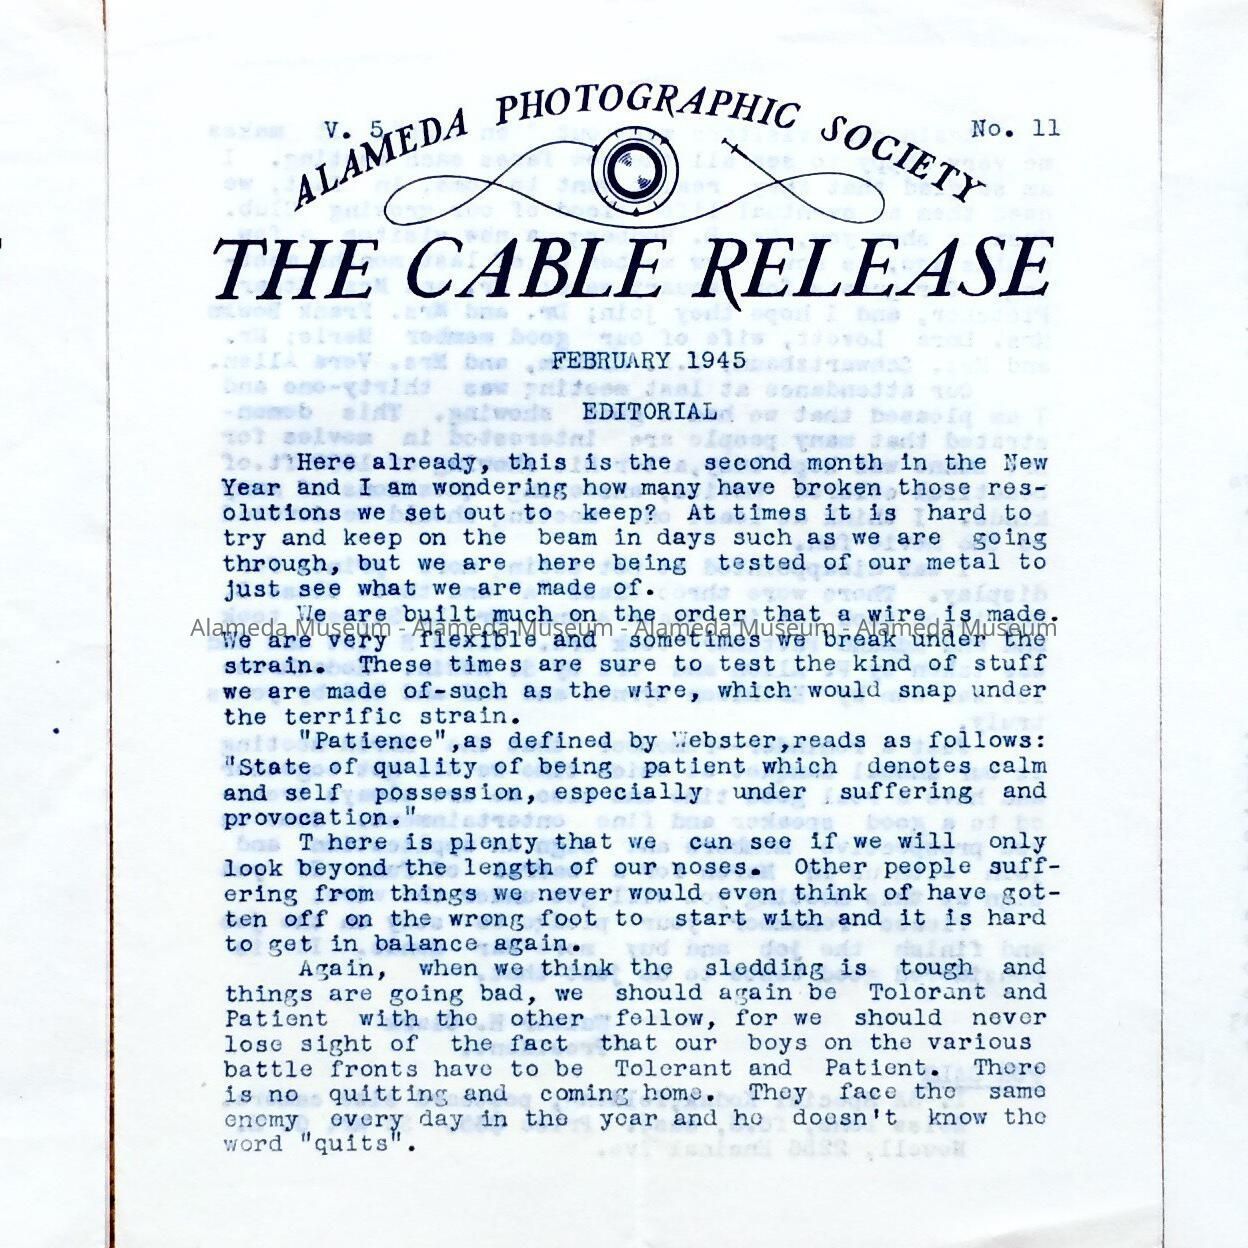 V. 5
ALAMEDA PHOTOGRAPHIC SOCIETY
No. 11
THE CABLE RELEASE
FEBRUARY 1945
EDITORIAL
Here already, this is the second month in the New
Year and I am wondering how many have broken those res-
olutions we set out to keep? At times it is hard to
try and keep on the beam in days such as we are going
through, but we are here being tested of our metal to
just see what we are made of.
We are built much on the order that a wire is made.
Alameda Museum - Alameda Museum - Alameda Museum - Alameda Museum
We are very flexible and sometimes we break under the
strain. These times are sure to test the kind of stuff
we are made of-such as the wire, which would snap under
the terrific strain.
"Patience",as defined by Webster,reads as follows:
"State of quality of being patient which denotes calm
and self possession, especially under suffering and
provocation."
There is plenty that we can see if we will only
look beyond the length of our noses. Other people suff-
ering from things we never would even think of have got-
ten off on the wrong foot to start with and it is hard
to get in balance again.
Again, when we think the sledding is tough and
things are going bad, we should again be Tolorant and
Patient with the other fellow, for we should never
lose sight of the fact that our boys on the various
battle fronts have to be Tolerant and Patient. There
is no quitting and coming home. They face the same
enemy every day in the year and he doesn't know the
word "quits".